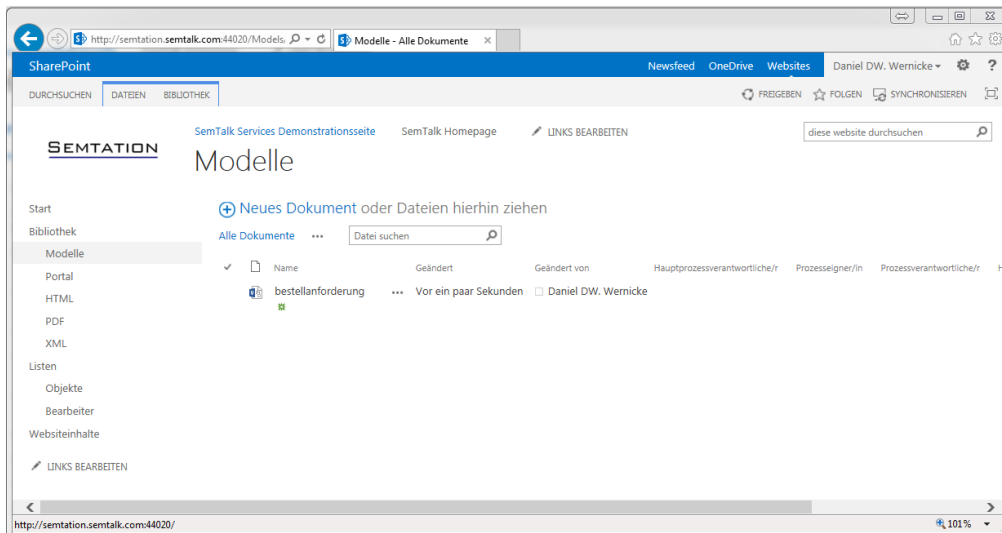 http://semtation.semtalk.com:44020/Models,
Modelle - Alle Dokumente
SharePoint
Newsfeed OneDrive Websites Daniel DW. Wernicke ?
DURCHSUCHEN DATEIEN BIBLIOTHEK
FREIGEBEN FOLGEN SYNCHRONISIEREN
SEMTATION
SemTalk Services Demonstrationsseite SemTalk Homepage LINKS BEARBEITEN
diese website durchsuchen
Modelle
Start
Bibliothek
Modelle
Portal
HTML
PDF
XML
Listen
Objekte
Bearbeiter
Websiteinhalte
LINKS BEARBEITEN
Neues Dokument oder Dateien hierhin ziehen
Alle Dokumente ... Datei suchen
Name Geändert Geändert von Hauptprozessverantwortliche/r Prozesseigner/in Prozessverantwortliche/r
bestellanforderung ... Vor ein paar Sekunden Daniel DW. Wernicke
http://semtation.semtalk.com:44020/
101%